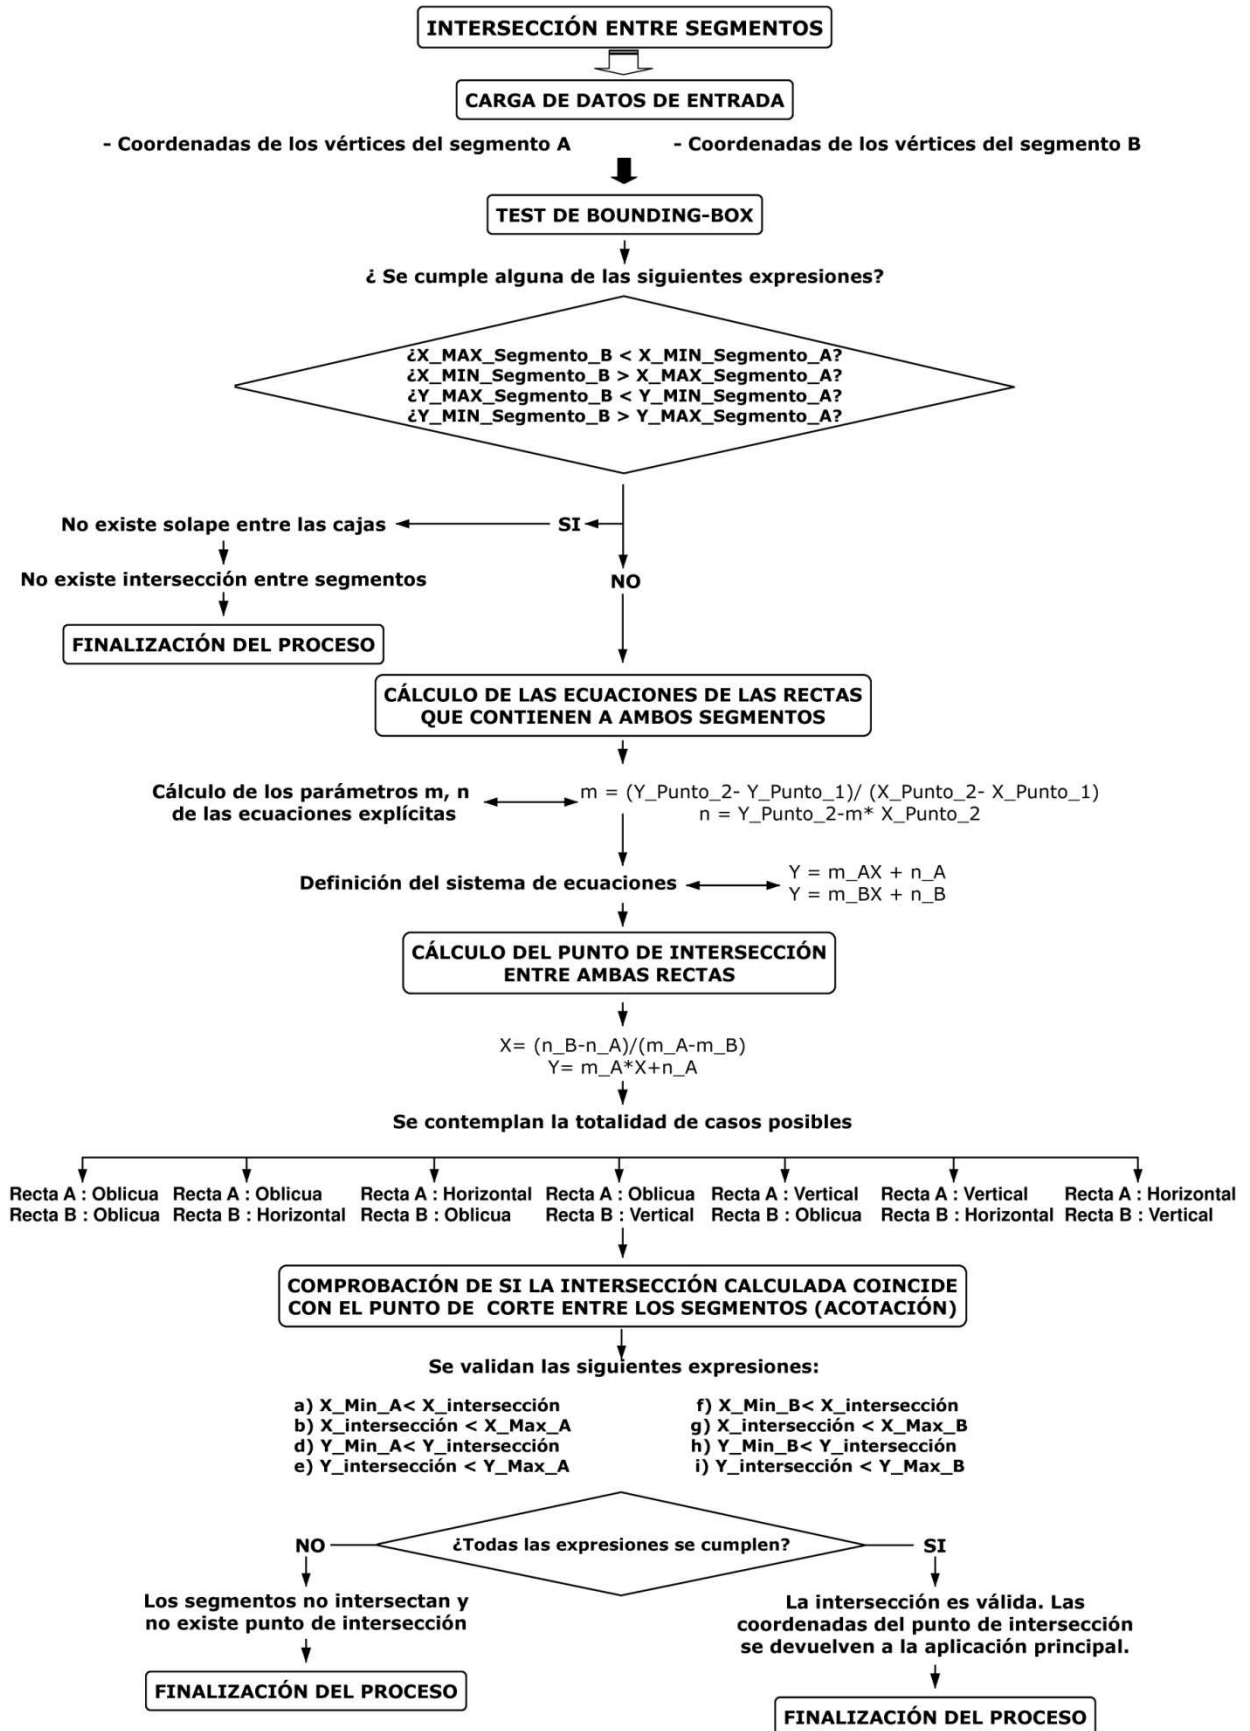 INTERSECCIÓN ENTRE SEGMENTOS
CARGA DE DATOS DE ENTRADA
- Coordenadas de los vértices del segmento A
- Coordenadas de los vértices del segmento B
TEST DE BOUNDING-BOX
¿ Se cumple alguna de las siguientes expresiones?
¿X_MAX_Segmento_B < X_MIN_Segmento_A?
¿X_MIN_Segmento_B > X_MAX_Segmento_A?
¿Y_MAX_Segmento_B < Y_MIN_Segmento_A?
¿Y_MIN_Segmento_B > Y_MAX_Segmento_A?
No existe solape entre las cajas
SI
No existe intersección entre segmentos
NO
FINALIZACIÓN DEL PROCESO
CÁLCULO DE LAS ECUACIONES DE LAS RECTAS
QUE CONTIENEN A AMBOS SEGMENTOS
Cálculo de los parámetros m, n
de las ecuaciones explícitas
m = (Y_Punto_2- Y_Punto_1)/ (X_Punto_2- X_Punto_1)
n = Y_Punto_2-m* X_Punto_2
Definición del sistema de ecuaciones
Y = m_AX + n_A
Y = m_BX + n_B
CÁLCULO DEL PUNTO DE INTERSECCIÓN
ENTRE AMBAS RECTAS
X= (n_B-n_A)/(m_A-m_B)
Y= m_A*X+n_A
Se contemplan la totalidad de casos posibles
Recta A : Oblicua
Recta B : Oblicua
Recta A : Oblicua
Recta B : Horizontal
Recta A : Horizontal
Recta B : Oblicua
Recta A : Oblicua
Recta B : Vertical
Recta A : Vertical
Recta B : Oblicua
Recta A : Vertical
Recta B : Horizontal
Recta A : Horizontal
Recta B : Vertical
COMPROBACIÓN DE SI LA INTERSECCIÓN CALCULADA COINCIDE
CON EL PUNTO DE CORTE ENTRE LOS SEGMENTOS (ACOTACIÓN)
Se validan las siguientes expresiones:
a) X_Min_A< X_intersección
b) X_intersección < X_Max_A
d) Y_Min_A< Y_intersección
e) Y_intersección < Y_Max_A
f) X_Min_B< X_intersección
g) X_intersección < X_Max_B
h) Y_Min_B< Y_intersección
i) Y_intersección < Y_Max_B
¿Todas las expresiones se cumplen?
NO
SI
Los segmentos no intersectan y
no existe punto de intersección
La intersección es válida. Las
coordenadas del punto de intersección
se devuelven a la aplicación principal.
FINALIZACIÓN DEL PROCESO
FINALIZACIÓN DEL PROCESO